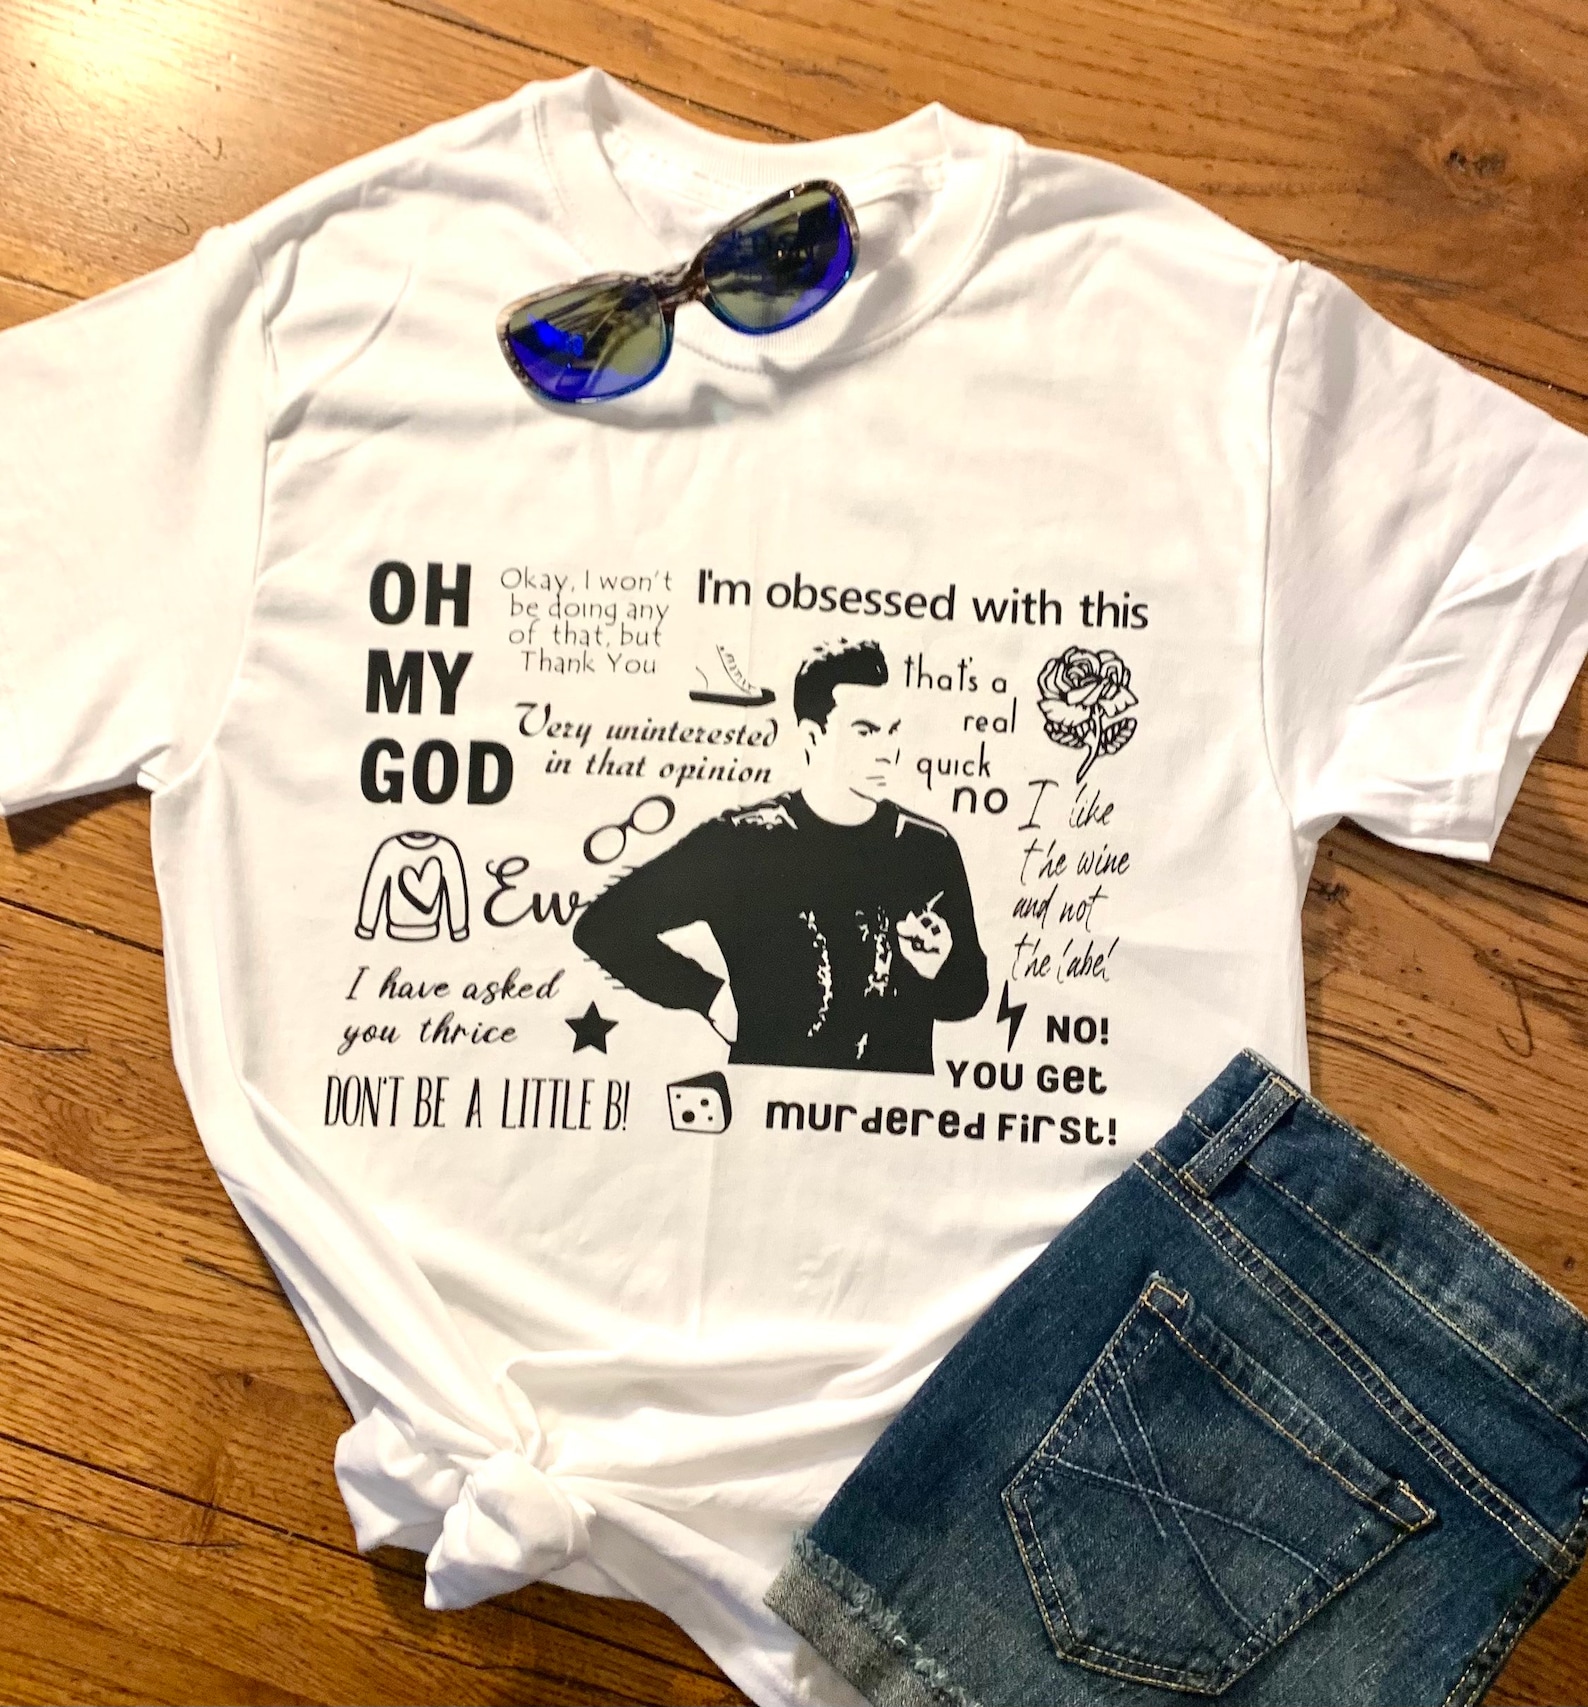 OH
MY
GOD
Okay, I won't
be doing any
of that, but
Thank You
I'm obsessed with this
Very uninterested
in that opinion
that's a
real
quick
no
I like
the wine
and not
the label
Ew
I have asked
you thrice
DON'T BE A LITTLE B!
NO!
YOU Get
murdered First!